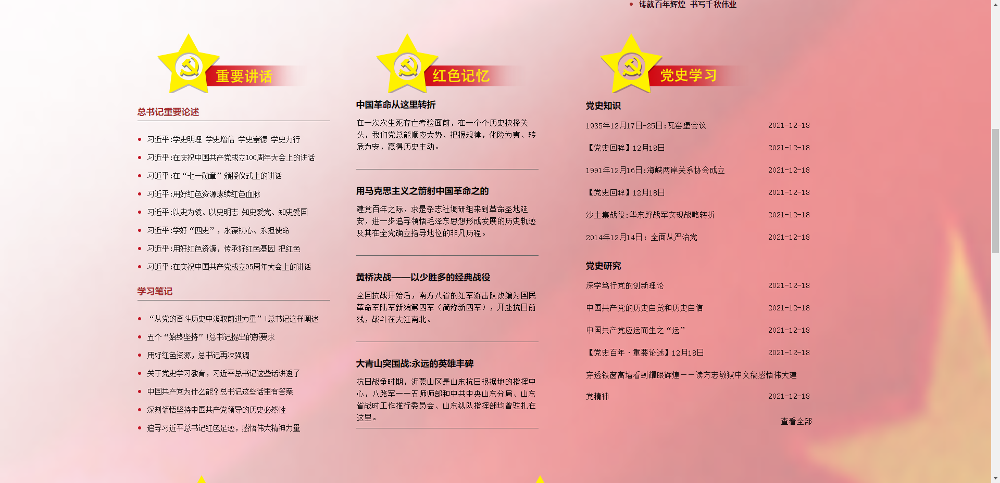 铸就百年辉煌 书写千秋伟业
重要讲话
总书记重要论述
习近平:学史明理 学史增信 学史崇德 学史力行
习近平:在庆祝中国共产党成立100周年大会上的讲话
习近平:在“七一勋章”颁授仪式上的讲话
习近平:用好红色资源赓续红色血脉
习近平:以史为镜、以史明志 知史爱党、知史爱国
习近平:学好“四史”，永葆初心、永担使命
习近平:用好红色资源，传承好红色基因 把红色
习近平:在庆祝中国共产党成立95周年大会上的讲话
学习笔记
“从党的奋斗历史中汲取前进力量”!总书记这样阐述
五个“始终坚持”!总书记提出的新要求
用好红色资源，总书记再次强调
关于党史学习教育，习近平总书记这些话讲透了
中国共产党为什么能？总书记这些话里有答案
深刻领悟坚持中国共产党领导的历史必然性
追寻习近平总书记红色足迹，感悟伟大精神力量
红色记忆
中国革命从这里转折
在一次次生死存亡考验面前，在一个个历史抉择关
头，我们党总能顺应大势、把握规律，化险为夷、转
危为安，赢得历史主动。
用马克思主义之箭射中国革命之的
建党百年之际，求是杂志社调研组来到革命圣地延
安，进一步追寻领悟毛泽东思想形成发展的历史轨迹
及其在全党确立指导地位的非凡历程。
黄桥决战——以少胜多的经典战役
全国抗战开始后，南方八省的红军游击队改编为国民
革命军陆军新编第四军（简称新四军），开赴抗日前
线，战斗在大江南北。
大青山突围战:永远的英雄丰碑
抗日战争时期，沂蒙山区是山东抗日根据地的指挥中
心，八路军一一五师师部和中共中央山东分局、山东
省战时工作推行委员会、山东纵队指挥部均曾驻扎在
这里。
党史学习
党史知识
1935年12月17日-25日:瓦窑堡会议 2021-12-18
【党史回眸】12月18日 2021-12-18
1991年12月16日:海峡两岸关系协会成立 2021-12-18
【党史回眸】12月18日 2021-12-18
沙土集战役:华东野战军实现战略转折 2021-12-18
2014年12月14日：全面从严治党 2021-12-18
党史研究
深学笃行党的创新理论 2021-12-18
中国共产党的历史自觉和历史自信 2021-12-18
中国共产党应运而生之“运” 2021-12-18
【党史百年·重要论述】12月18日 2021-12-18
穿透铁窗高墙看到耀眼辉煌——读方志敏狱中文稿感悟伟大建
党精神 2021-12-18
查看全部